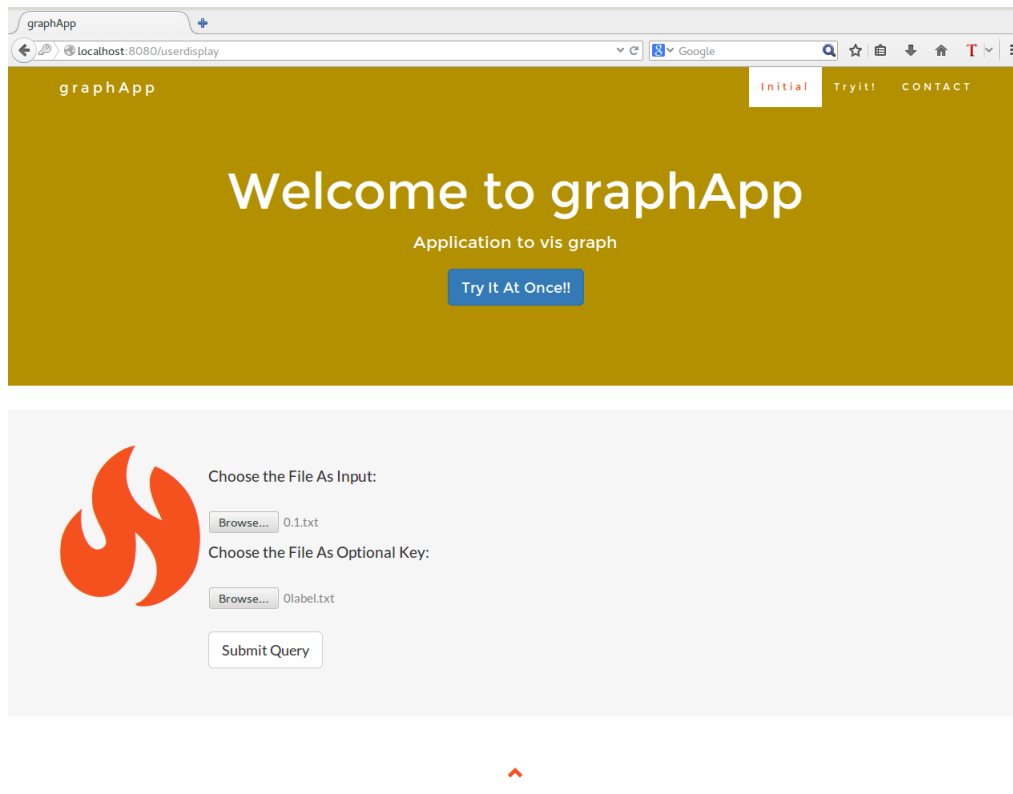 graphApp
localhost:8080/userdisplay
8 Google
T
graphApp Initial Tryit! CONTACT
Welcome to graphApp
Application to vis graph
Try It At Once!!
Choose the File As Input:
Browse... 0.1.txt
Choose the File As Optional Key:
Browse... 0label.txt
Submit Query